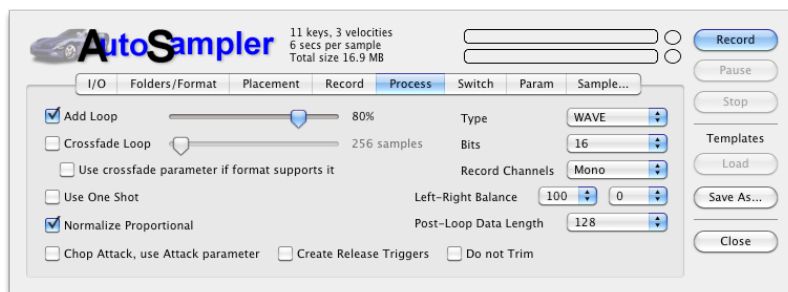 AutoSampler
11 keys, 3 velocities
6 secs per sample
Total size 16.9 MB
Record
Pause
Stop
I/O Folders/Format Placement Record Process Switch Param Sample...
Add Loop 80% Type WAVE
Crossfade Loop 256 samples Bits 16
Templates
Use crossfade parameter if format supports it Record Channels Mono
Load
Use One Shot Left-Right Balance 100 0
Save As...
Normalize Proportional Post-Loop Data Length 128
Close
Chop Attack, use Attack parameter Create Release Triggers Do not Trim